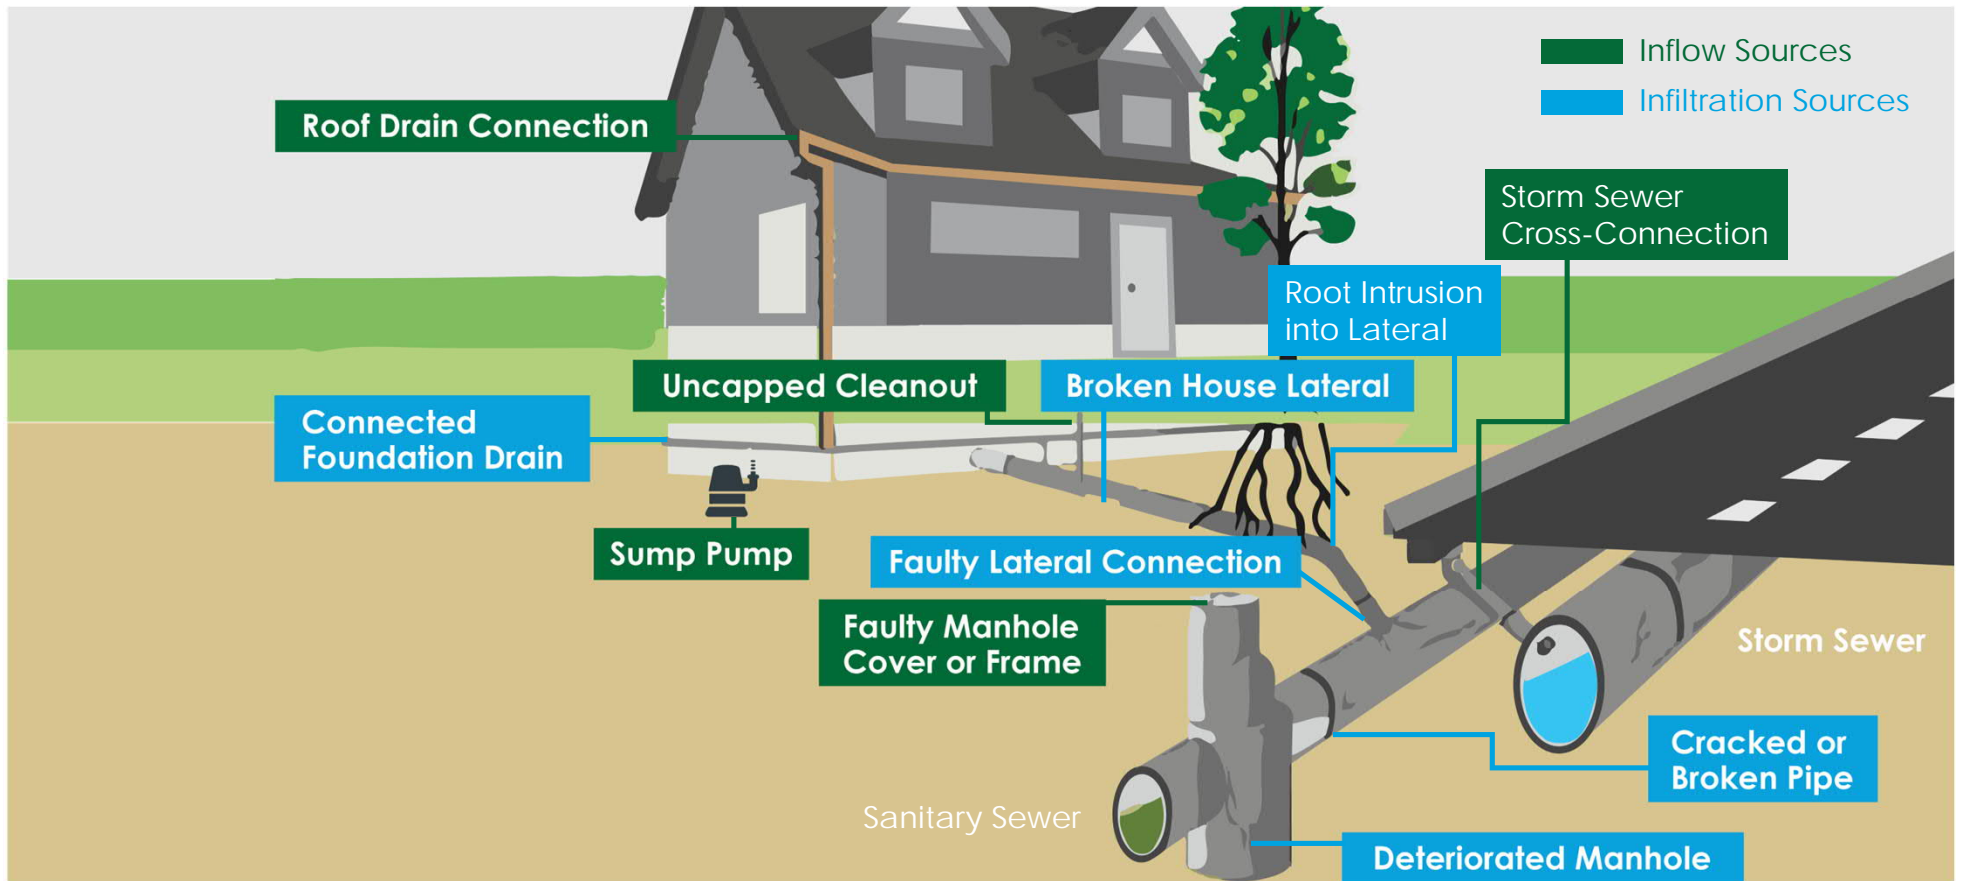 Inflow Sources
Infiltration Sources
Roof Drain Connection
Storm Sewer
Cross-Connection
Root Intrusion
into Lateral
Uncapped Cleanout
Broken House Lateral
Connected
Foundation Drain
Sump Pump
Faulty Lateral Connection
Faulty Manhole
Cover or Frame
Storm Sewer
Cracked or
Broken Pipe
Sanitary Sewer
Deteriorated Manhole